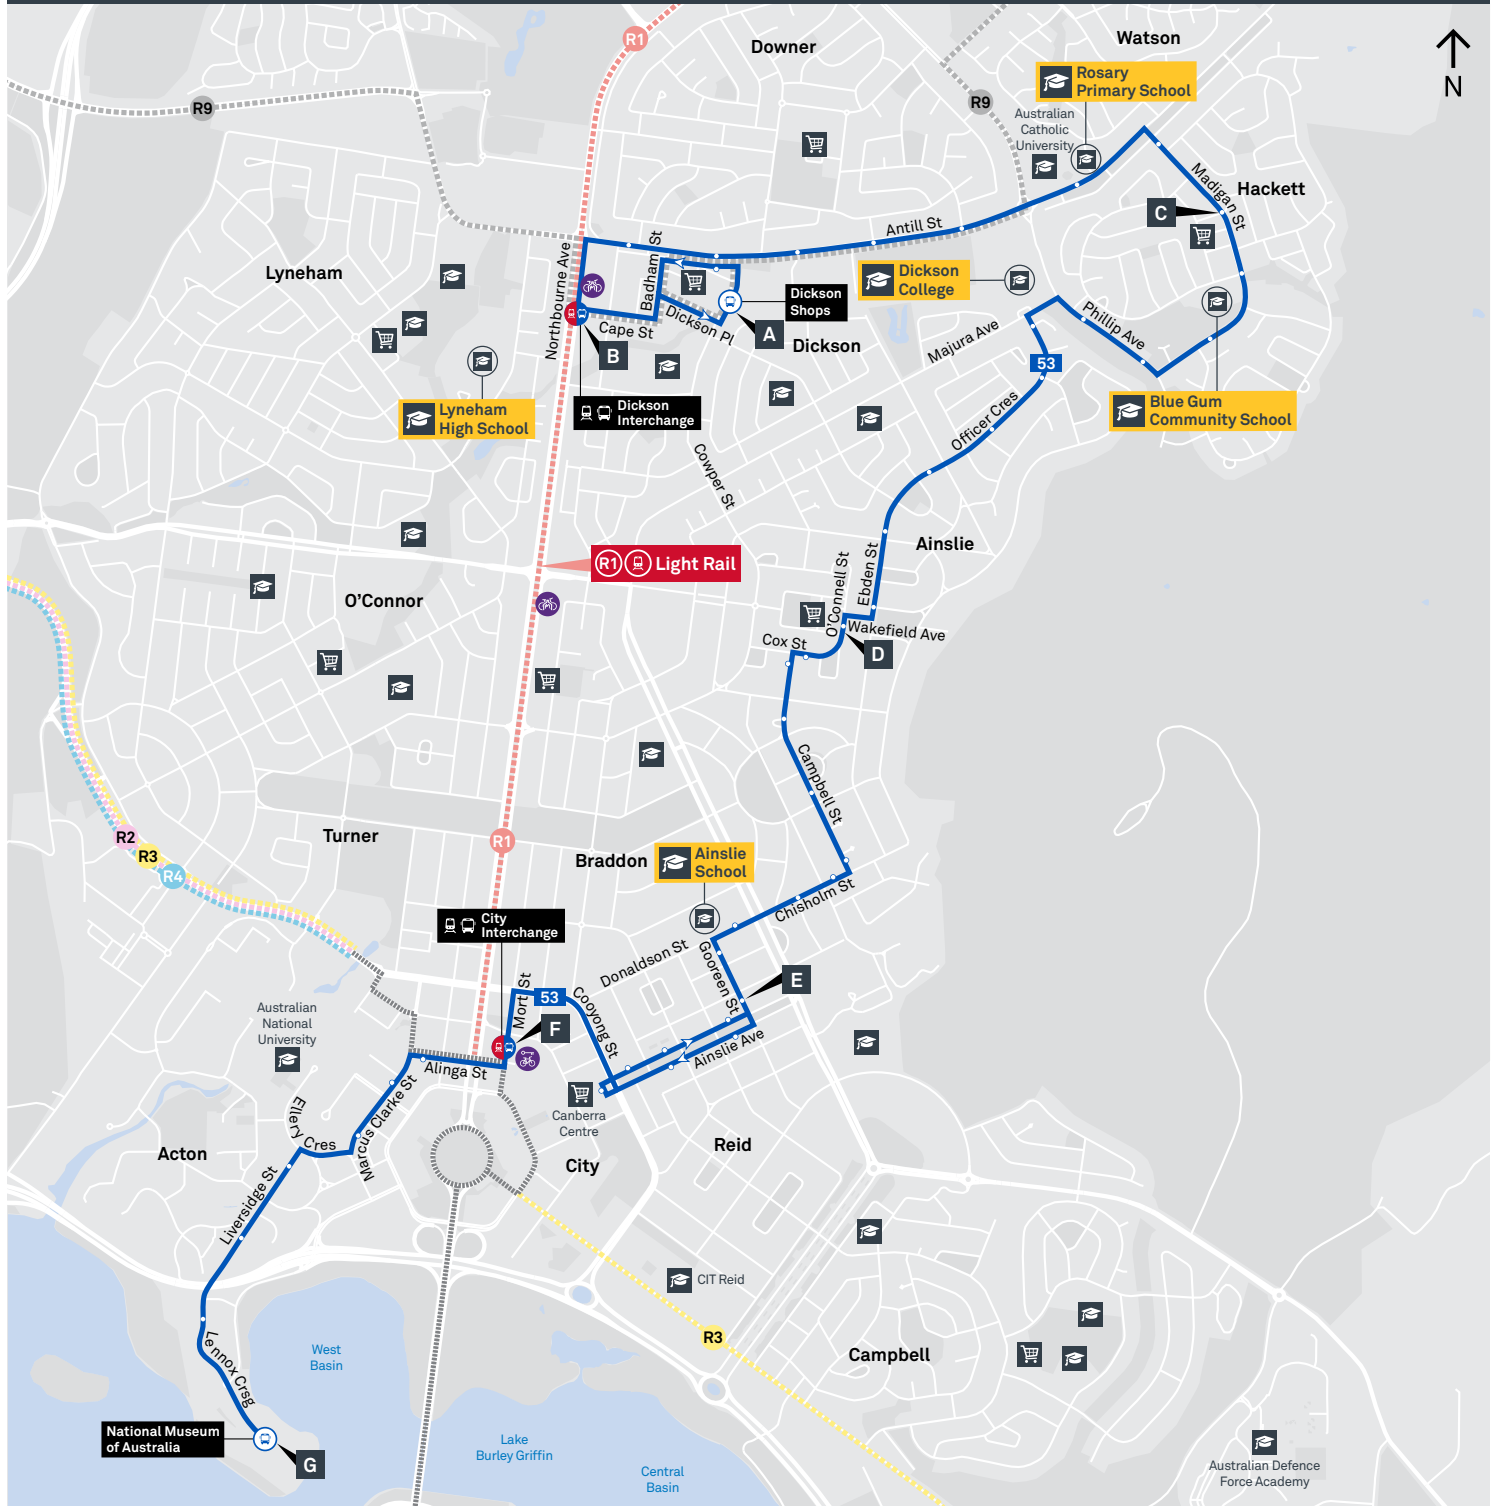 R1
Downer
Watson
N
Rosary
Primary School
R9
R9
Australian
Catholic
University
Madigan St
Hackett
C
Antill St
Badham St
Northbourne Ave
Lyneham
Dickson
College
Dickson
Shops
Dickson Pl
Cape St
A
Dickson
B
Majura Ave
Phillip Ave
53
Lyneham
High School
Dickson
Interchange
Blue Gum
Community School
Officer Cres
Cowper St
Ainslie
R1
Light Rail
O'Connell St
Ebden St
O'Connor
Wakefield Ave
Cox St
D
Campbell St
R2
R3
R4
Turner
R1
Braddon
Ainslie
School
Chisholm St
City
Interchange
Donaldson St
Gooreen St
E
Mort St
53
Cooyong St
F
Australian
National
University
Ainslie Ave
Alinga St
Canberra
Centre
Ellery Cres
Marcus Clarke St
Acton
Reid
City
Liversidge St
CIT Reid
R3
Lennox Crsg
West
Basin
Campbell
National Museum
of Australia
G
Lake
Burley Griffin
Central
Basin
Australian Defence
Force Academy